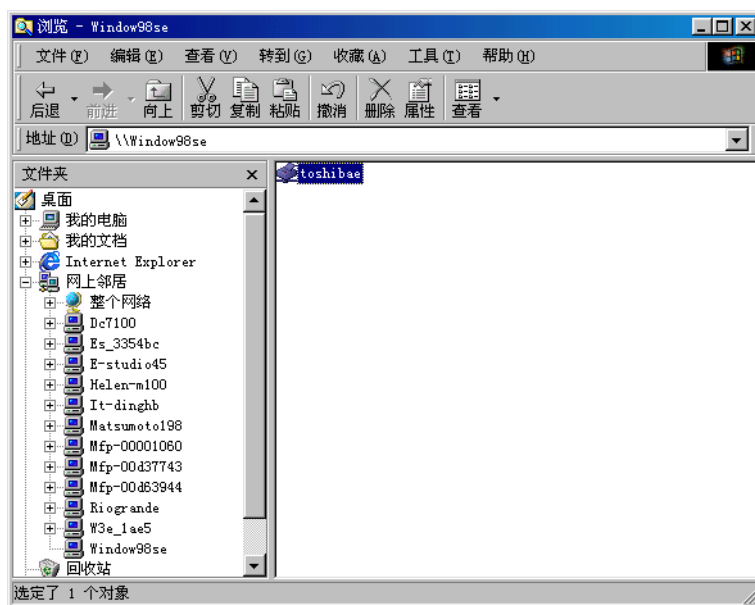 浏览 - Window98se
文件(F) 编辑(E) 查看(V) 转到(G) 收藏(A) 工具(T) 帮助(H)
后退 前进 向上 剪切 复制 粘贴 撤消 删除 属性 查看
地址(D) \\Window98se
文件夹
toshibae
桌面
我的电脑
我的文档
Internet Explorer
网上邻居
整个网络
Dc7100
Es_3354bc
E-studio45
Helen-m100
It-dinghb
Matsumoto198
Mfp-00001060
Mfp-00d37743
Mfp-00d63944
Riogrande
W3e_1ae5
Window98se
回收站
选定了 1 个对象